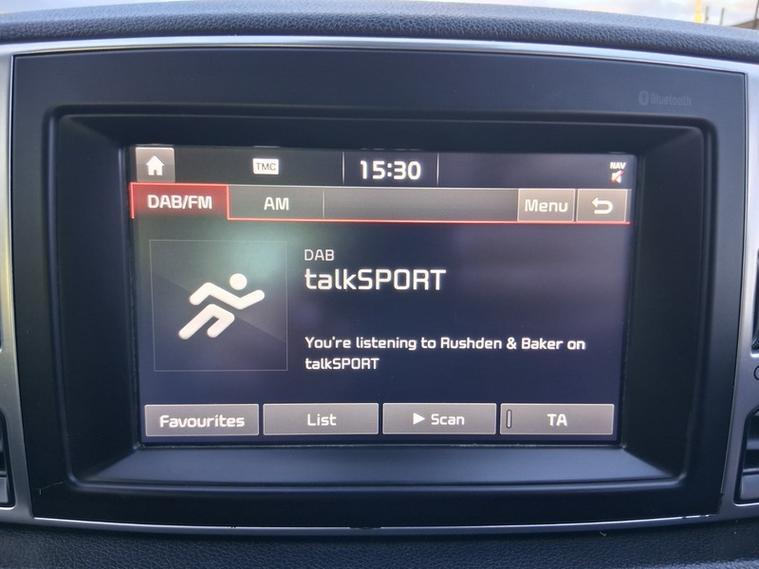 Bluetooth
TMC
15:30
NAV
DAB/FM
AM
Menu
DAB
talkSPORT
You're listening to Rushden & Baker on
talkSPORT
Favourites
List
Scan
TA